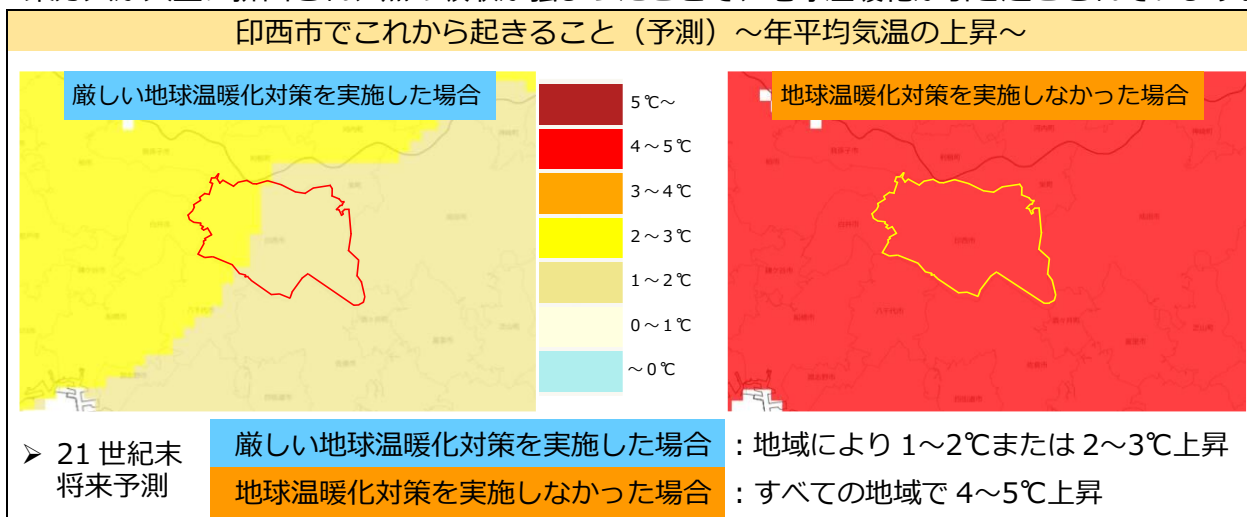 印西市でこれから起きること（予測）～年平均気温の上昇～
厳しい地球温暖化対策を実施した場合
5℃～
4～5℃
3～4℃
2～3℃
1～2℃
0～1℃
～0℃
地球温暖化対策を実施しなかった場合
印西市
印西市
➢ 21世紀末
将来予測
厳しい地球温暖化対策を実施した場合：地域により1～2℃または2～3℃上昇
地球温暖化対策を実施しなかった場合：すべての地域で4～5℃上昇